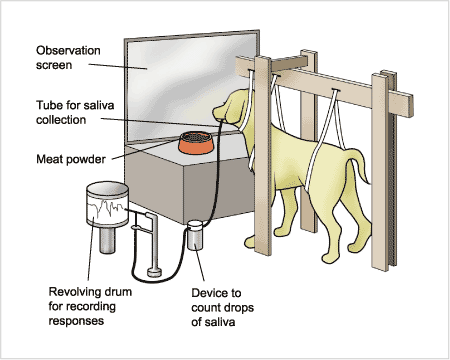 Observation
screen
Tube for saliva
collection
Meat powder
Revolving drum
for recording
responses
Device to
count drops
of saliva